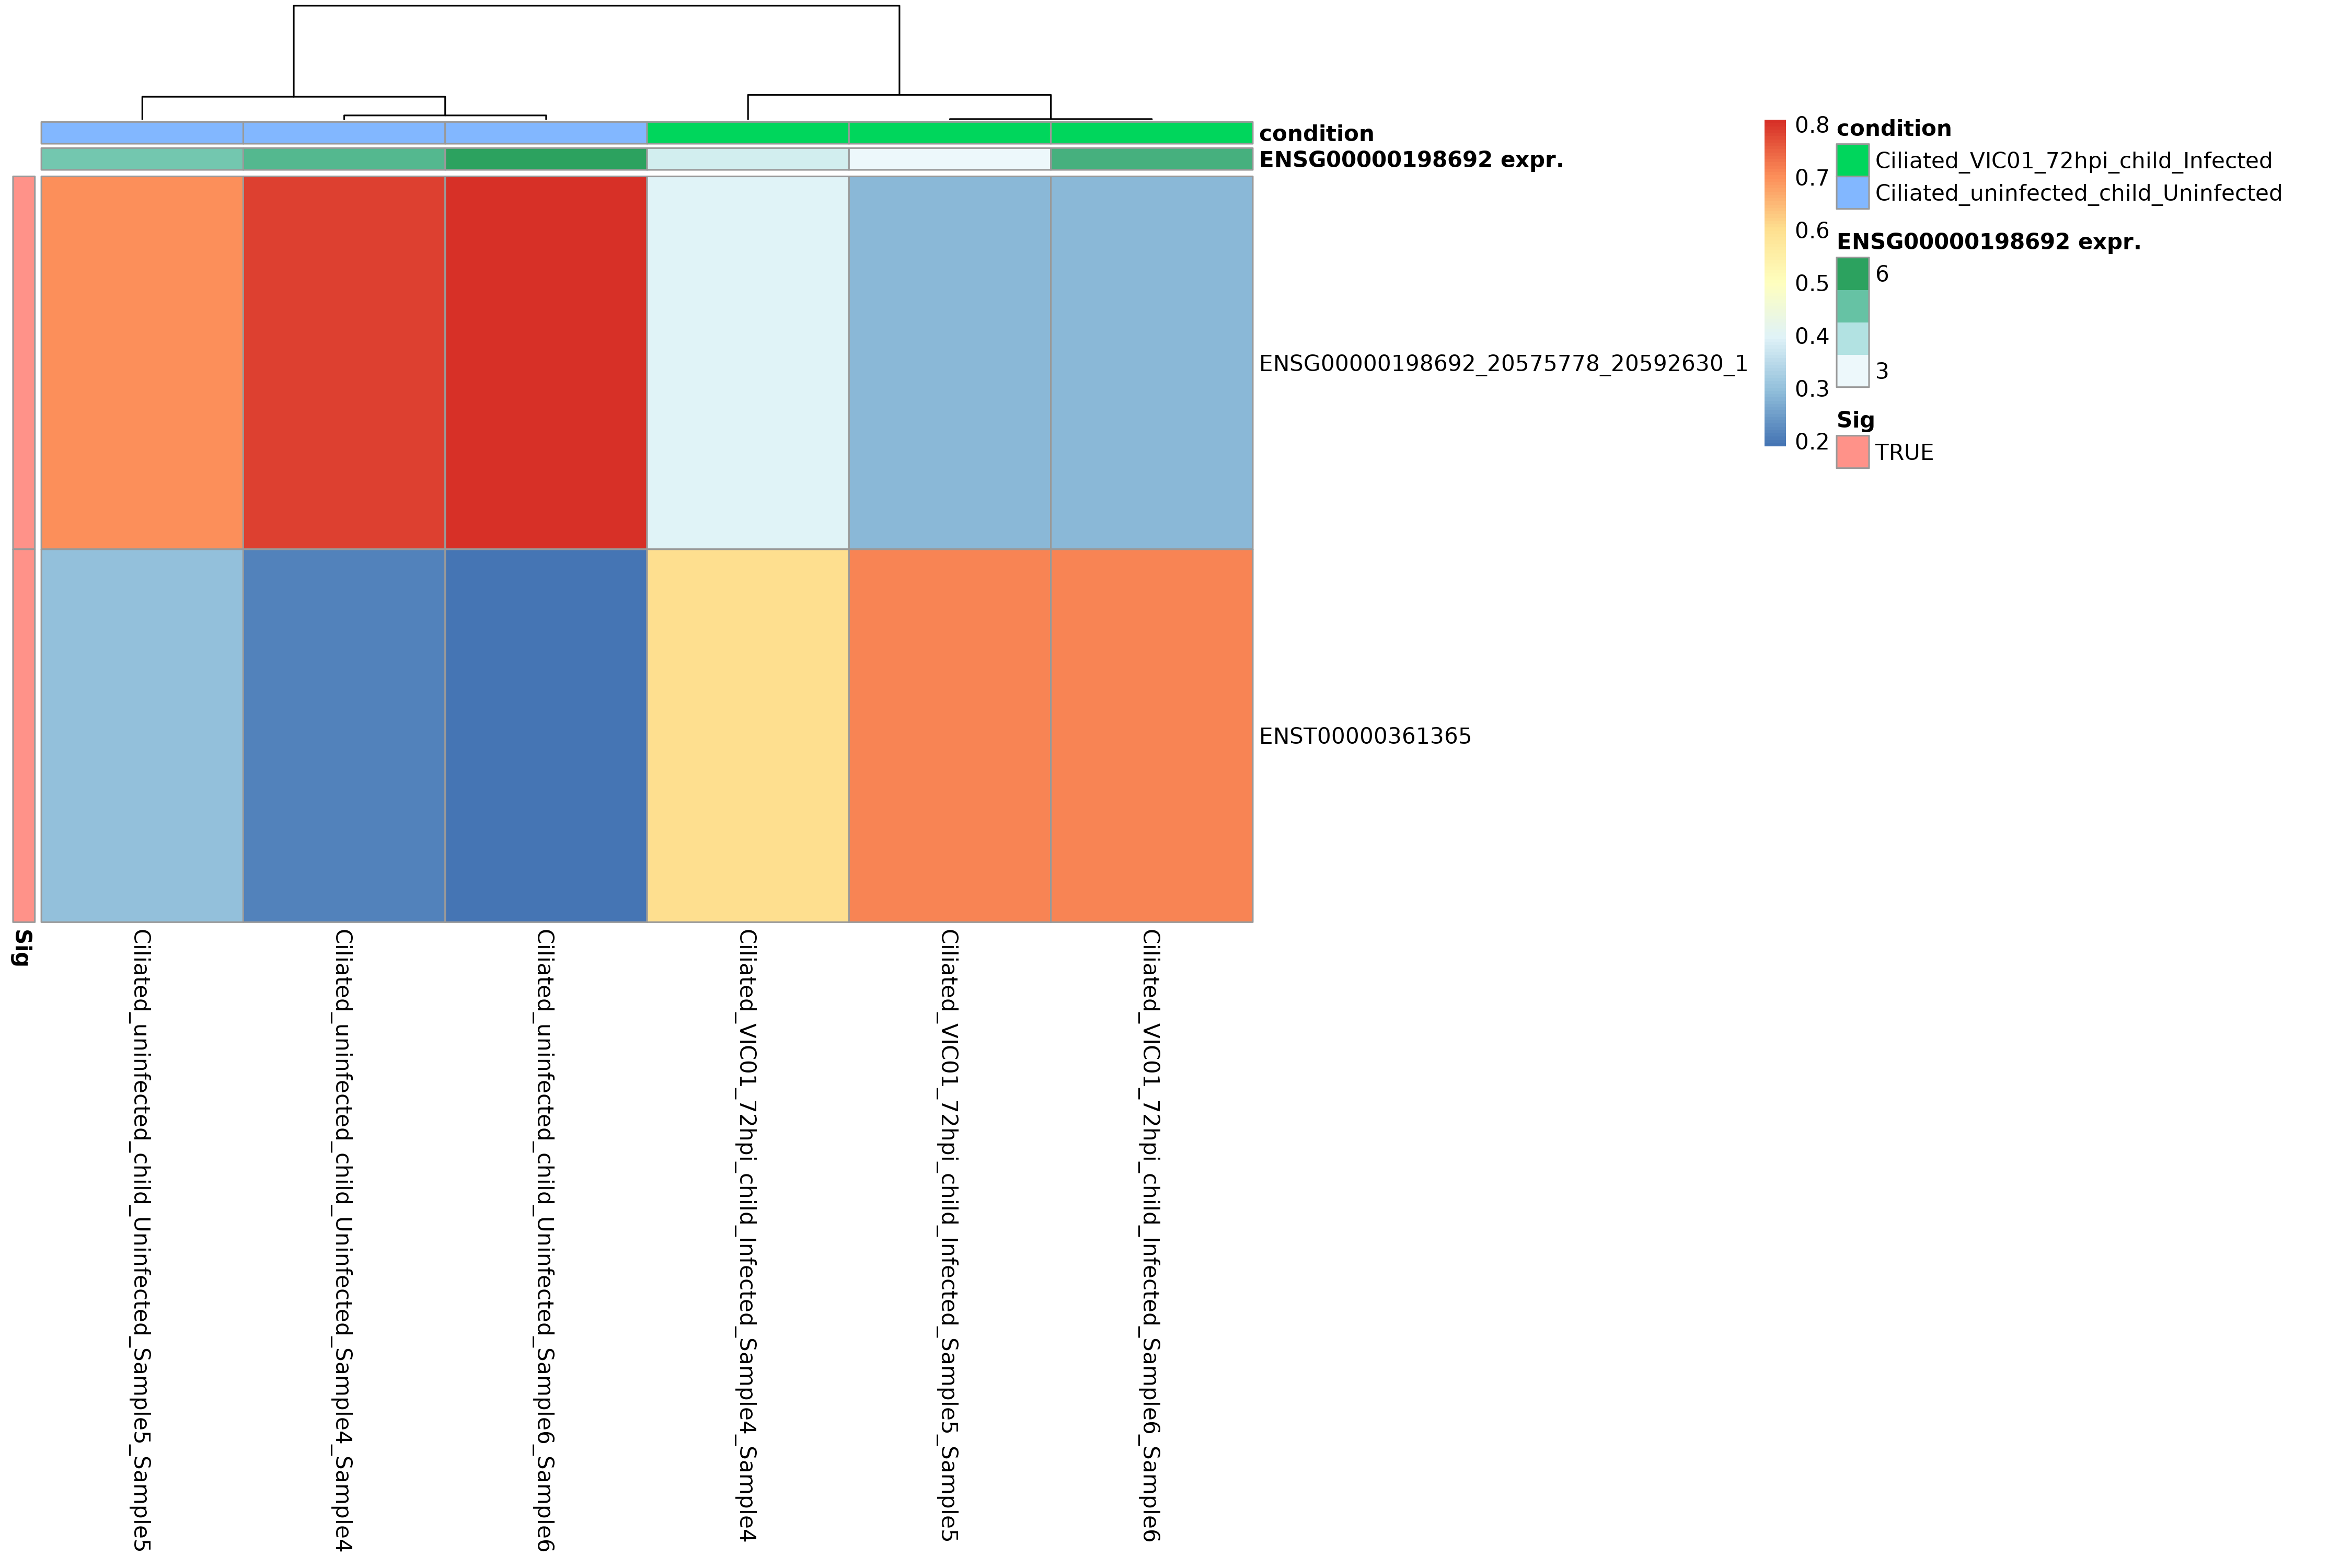 condition
ENSG00000198692 expr.
ENSG00000198692_20575778_20592630_1
ENST00000361365
Sig
Ciliated_uninfected_child_Uninfected_Sample5_Sample5
Ciliated_uninfected_child_Uninfected_Sample4_Sample4
Ciliated_uninfected_child_Uninfected_Sample6_Sample6
Ciliated_VIC01_72hpi_child_Infected_Sample4_Sample4
Ciliated_VIC01_72hpi_child_Infected_Sample5_Sample5
Ciliated_VIC01_72hpi_child_Infected_Sample6_Sample6
0.8
0.7
0.6
0.5
0.4
0.3
0.2
condition
Ciliated_VIC01_72hpi_child_Infected
Ciliated_uninfected_child_Uninfected
ENSG00000198692 expr.
6
3
Sig
TRUE